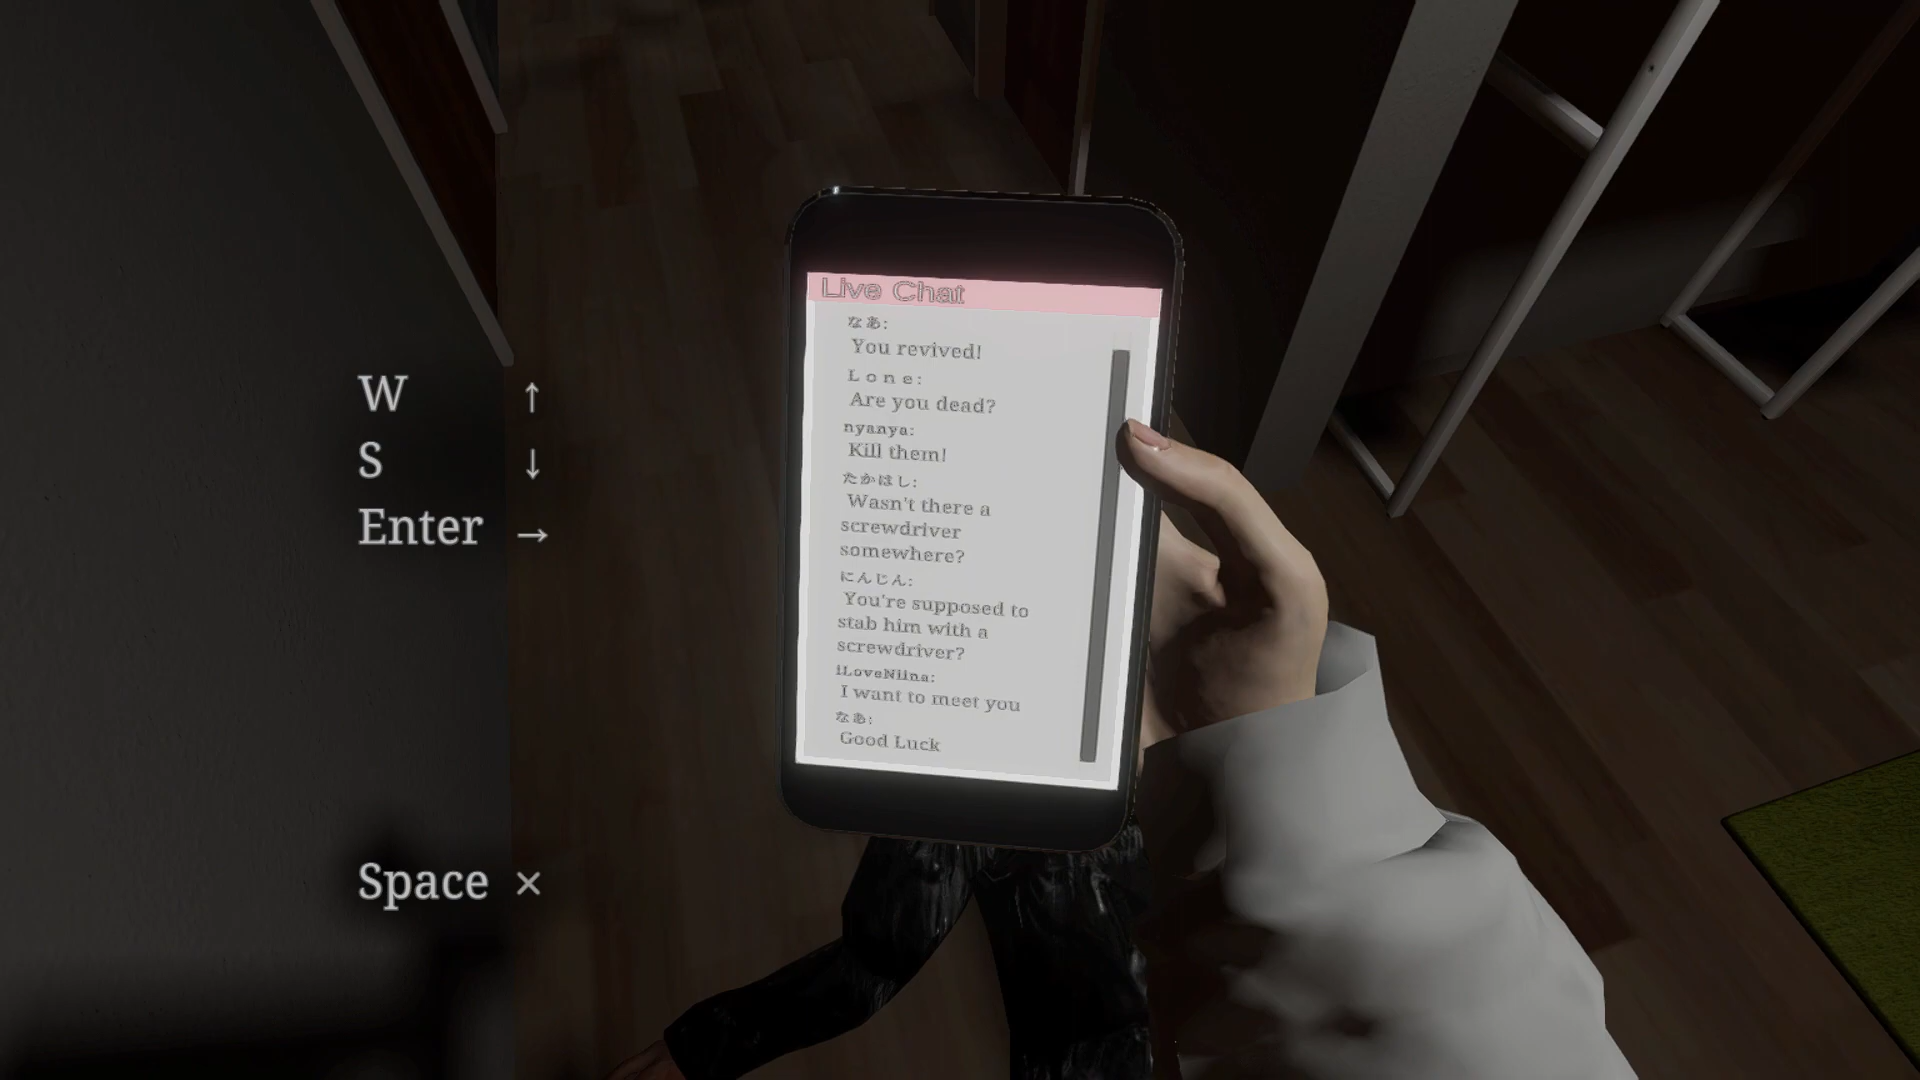 Live Chat
なあ:
You revived!
Lone:
Are you dead?
nyanya:
Kill them!
たかはし:
Wasn't there a
screwdriver
somewhere?
にんじん:
You're supposed to
stab him with a
screwdriver?
iLoveNiina:
I want to meet you
なあ:
Good Luck
W ↑
S ↓
Enter →
Space ×